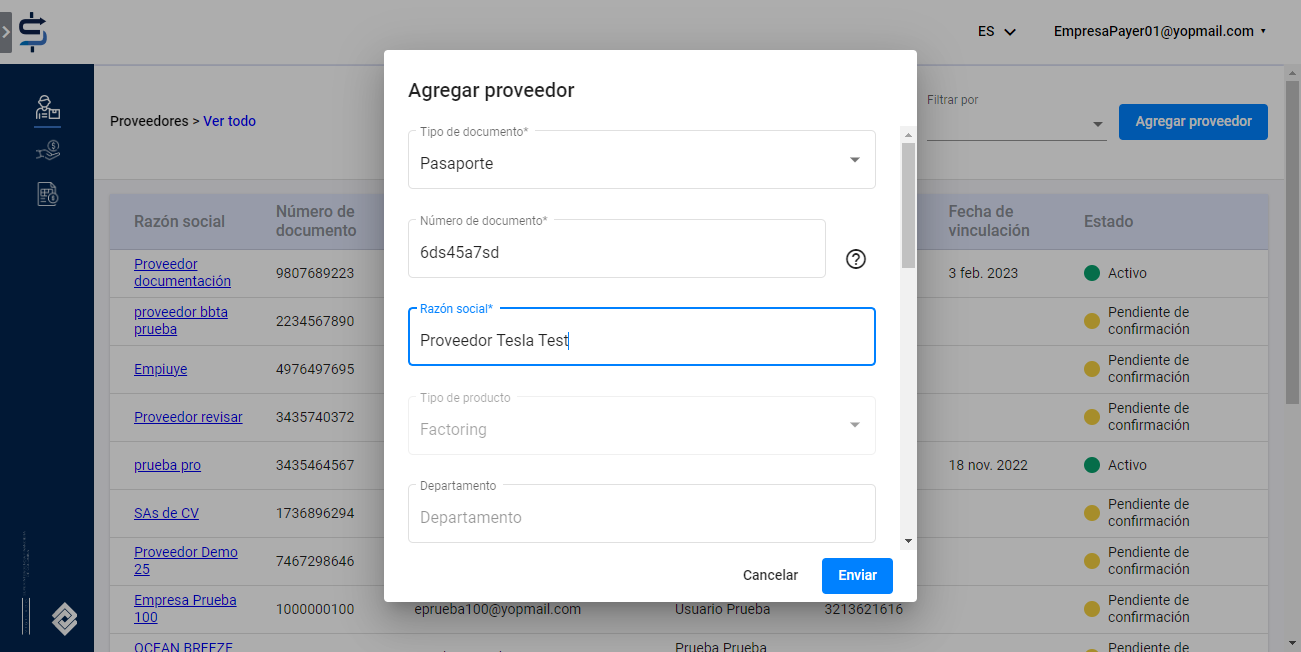 ES
EmpresaPayer01@yopmail.com
Proveedores > Ver todo
Filtrar por
Agregar proveedor
Razón social
Número de
documento
Fecha de
vinculación
Estado
Proveedor
documentación
9807689223
3 feb. 2023
Activo
proveedor bbta
prueba
2234567890
Pendiente de
confirmación
Empiuye
4976497695
Pendiente de
confirmación
Proveedor revisar
3435740372
Pendiente de
confirmación
prueba pro
3435464567
18 nov. 2022
Activo
SAs de CV
1736896294
Pendiente de
confirmación
Proveedor Demo
25
7467298646
Pendiente de
confirmación
Empresa Prueba
100
1000000100
eprueba100@yopmail.com
Usuario Prueba
3213621616
Pendiente de
confirmación
OCEAN BREEZE
Prueba Prueba
Pendiente de
Agregar proveedor
Tipo de documento*
Pasaporte
Número de documento*
6ds45a7sd
Razón social*
Proveedor Tesla Test
Tipo de producto
Factoring
Departamento
Departamento
Cancelar
Enviar